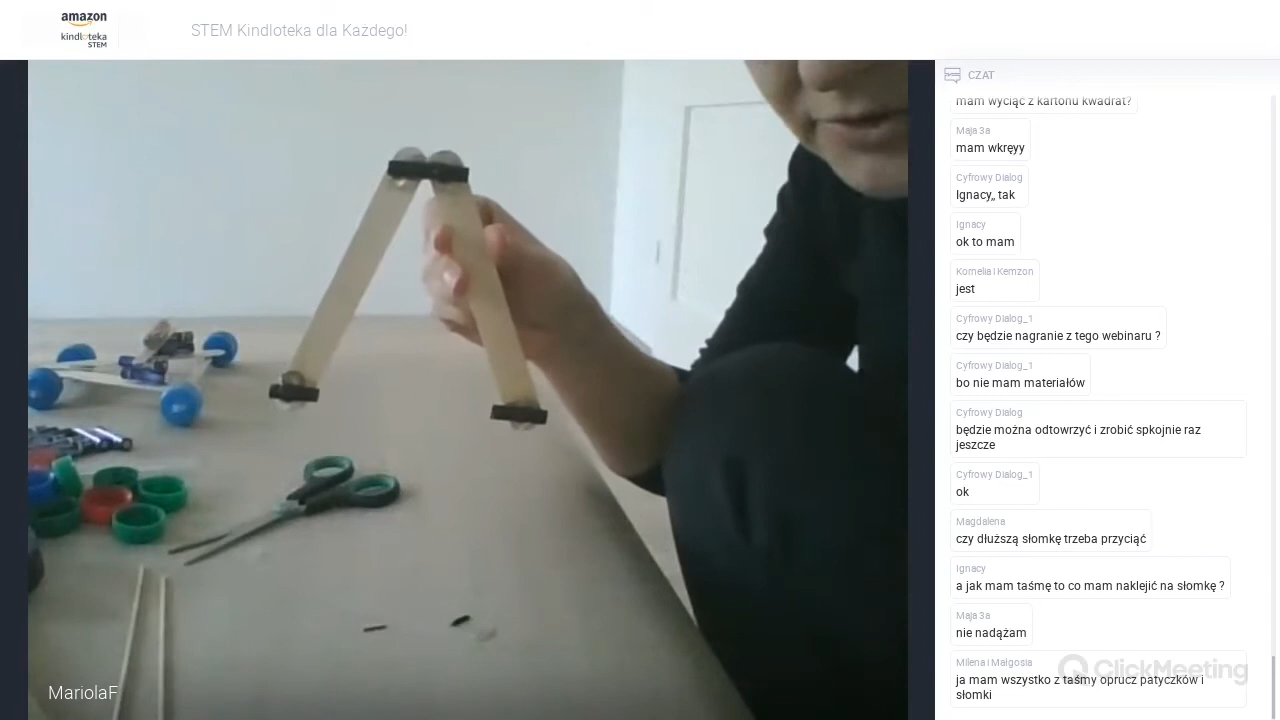 amazon
kindloteka
STEM
STEM Kindloteka dla Każdego!
CZAT
mam wyciąć z kartonu kwadrat?
Maja 3a
mam wkręyy
Cyfrowy Dialog
Ignacy,, tak
Ignacy
ok to mam
Kornelia i Kemzon
jest
Cyfrowy Dialog_1
czy będzie nagranie z tego webinaru ?
Cyfrowy Dialog_1
bo nie mam materiałów
Cyfrowy Dialog
będzie można odtowrzyć i zrobić spkojnie raz
jeszcze
Cyfrowy Dialog_1
ok
Magdalena
czy dłuższą słomkę trzeba przyciąć
Ignacy
a jak mam taśmę to co mam naklejić na słomkę ?
Maja 3a
nie nadążam
Milena i Małgosia
ja mam wszystko z taśmy oprucz patyczków i
słomki
ClickMeeting
MariolaF